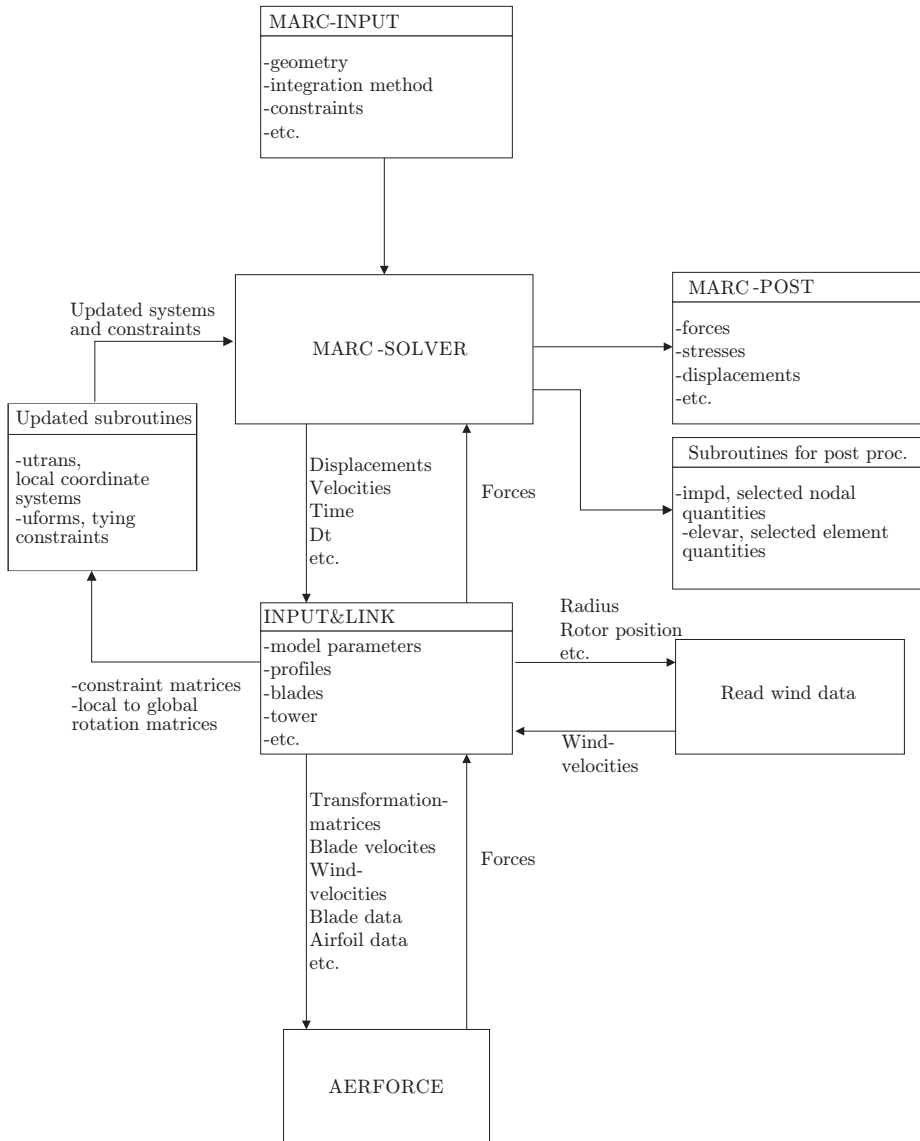 MARC-INPUT
-geometry
-integration method
-constraints
-etc.
Updated systems
and constraints
MARC -SOLVER
MARC -POST
-forces
-stresses
-displacements
-etc.
Updated subroutines
-utrans,
local coordinate
systems
-uforms, tying
constraints
Displacements
Velocities
Time
Dt
etc.
Forces
Subroutines for post proc.
-impd, selected nodal
quantities
-elevar, selected element
quantities
INPUT&LINK
-model parameters
-profiles
-blades
-tower
-etc.
Radius
Rotor position
etc.
-constraint matrices
-local to global
rotation matrices
Read wind data
Wind-
velocities
Transformation-
matrices
Blade velocites
Wind-
velocities
Blade data
Airfoil data
etc.
Forces
AERFORCE